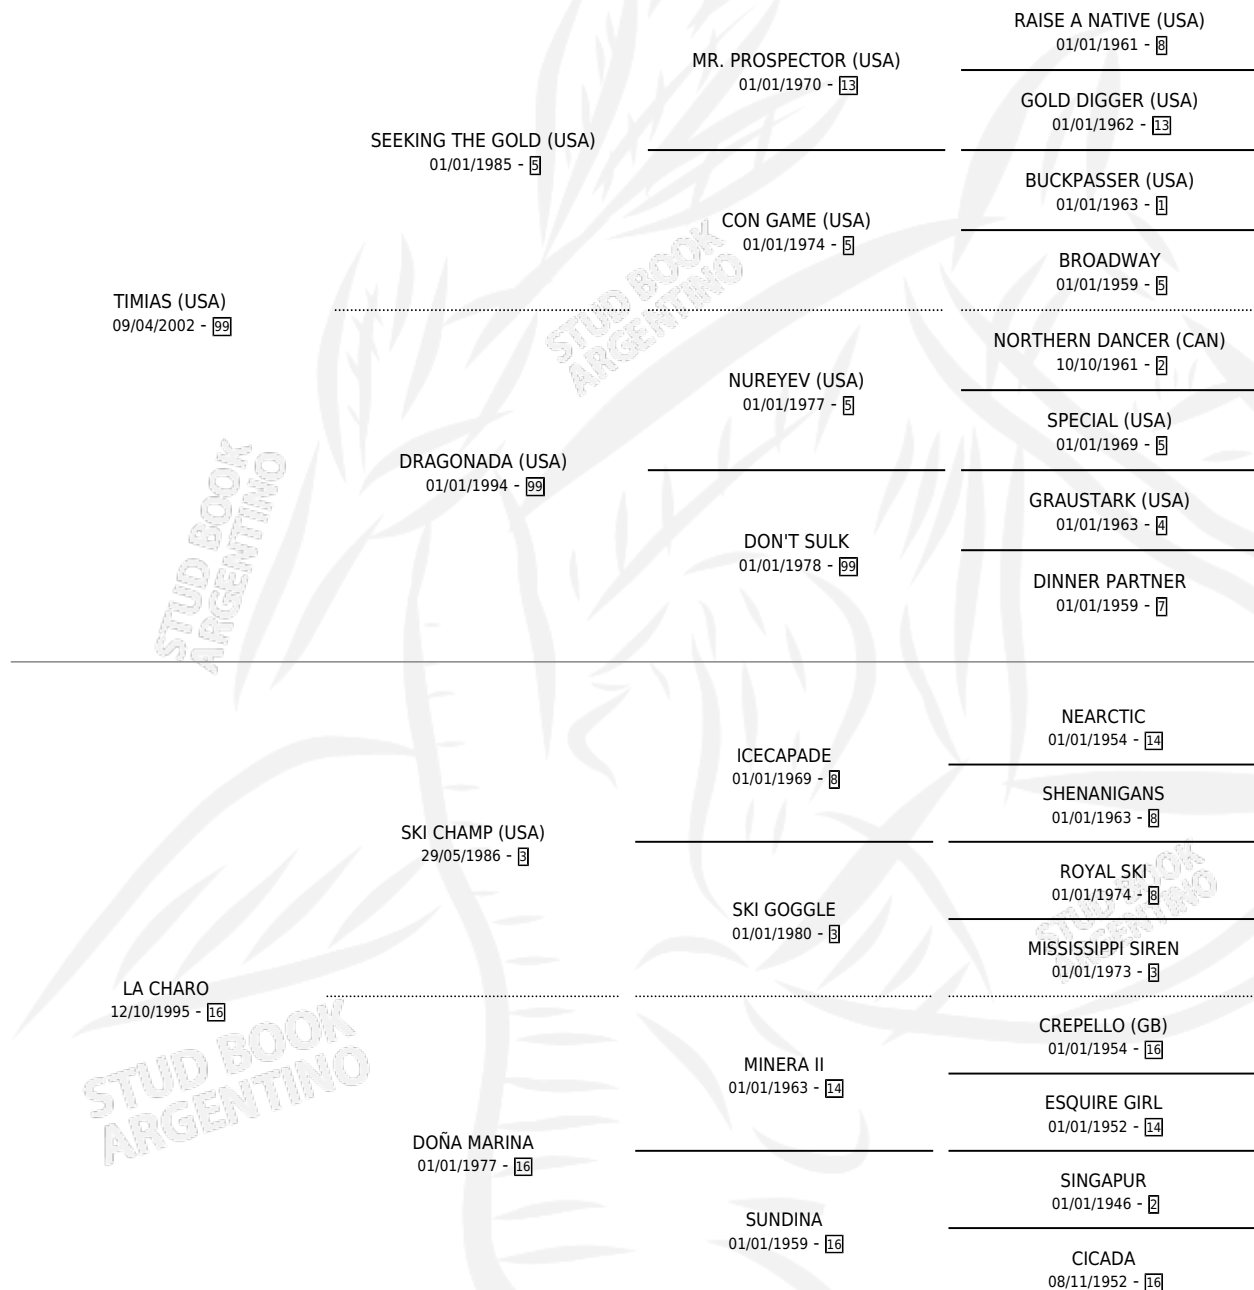 RAISE A NATIVE (USA)
01/01/1961 - 8
MR. PROSPECTOR (USA)
01/01/1970 - 13
GOLD DIGGER (USA)
01/01/1962 - 13
SEEKING THE GOLD (USA)
01/01/1985 - 5
BUCKPASSER (USA)
01/01/1963 - 1
CON GAME (USA)
01/01/1974 - 5
BROADWAY
01/01/1959 - 5
TIMIAS (USA)
09/04/2002 - 99
NORTHERN DANCER (CAN)
10/10/1961 - 2
NUREYEV (USA)
01/01/1977 - 5
SPECIAL (USA)
01/01/1969 - 5
DRAGONADA (USA)
01/01/1994 - 99
GRAUSTARK (USA)
01/01/1963 - 4
DON'T SULK
01/01/1978 - 99
DINNER PARTNER
01/01/1959 - 7
NEARCTIC
01/01/1954 - 14
ICECAPADE
01/01/1969 - 8
SHENANIGANS
01/01/1963 - 8
SKI CHAMP (USA)
29/05/1986 - 3
ROYAL SKI
01/01/1974 - 8
SKI GOGGLE
01/01/1980 - 3
MISSISSIPPI SIREN
01/01/1973 - 3
LA CHARO
12/10/1995 - 16
CREPELLO (GB)
01/01/1954 - 16
MINERA II
01/01/1963 - 14
ESQUIRE GIRL
01/01/1952 - 14
DOÑA MARINA
01/01/1977 - 16
SINGAPUR
01/01/1946 - 2
SUNDINA
01/01/1959 - 16
CICADA
08/11/1952 - 16
STUD BOOK
ARGENTINO
STUD BOOK
ARGENTINO
STUD BOOK
ARGENTINO
STUD BOOK
ARGENTINO